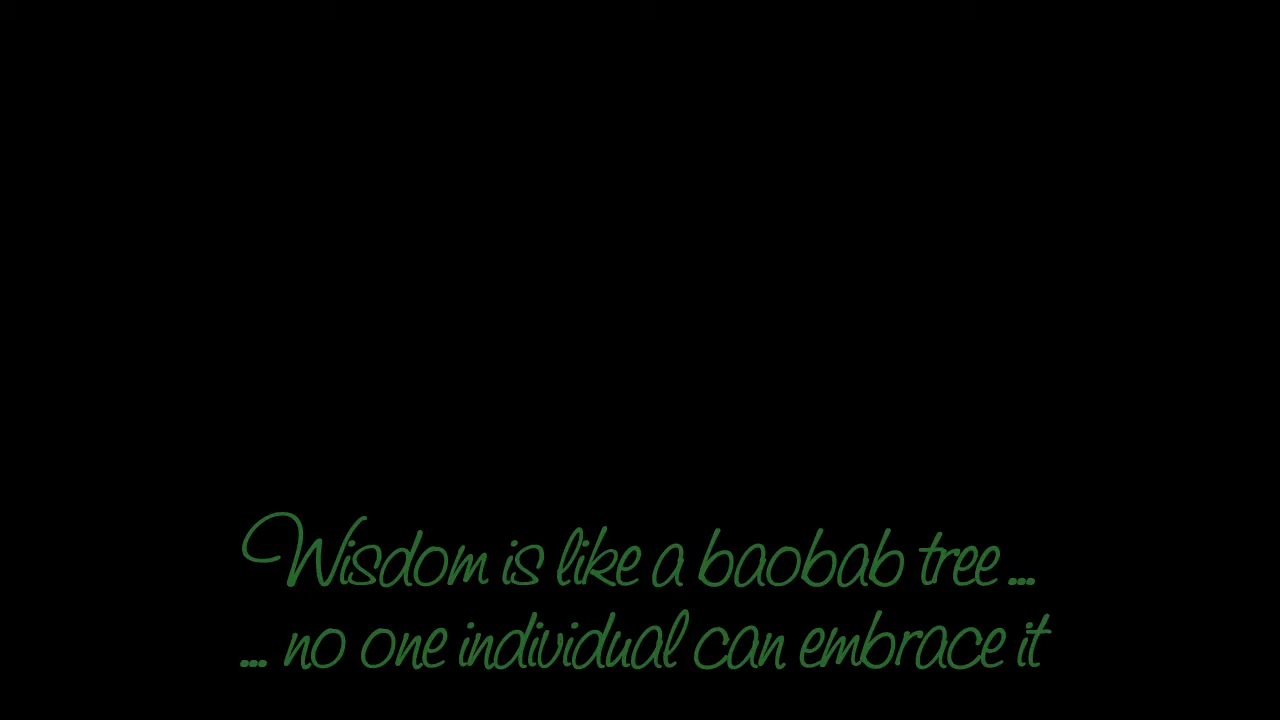 Wisdom is like a baobab tree ...
... no one individual can embrace it